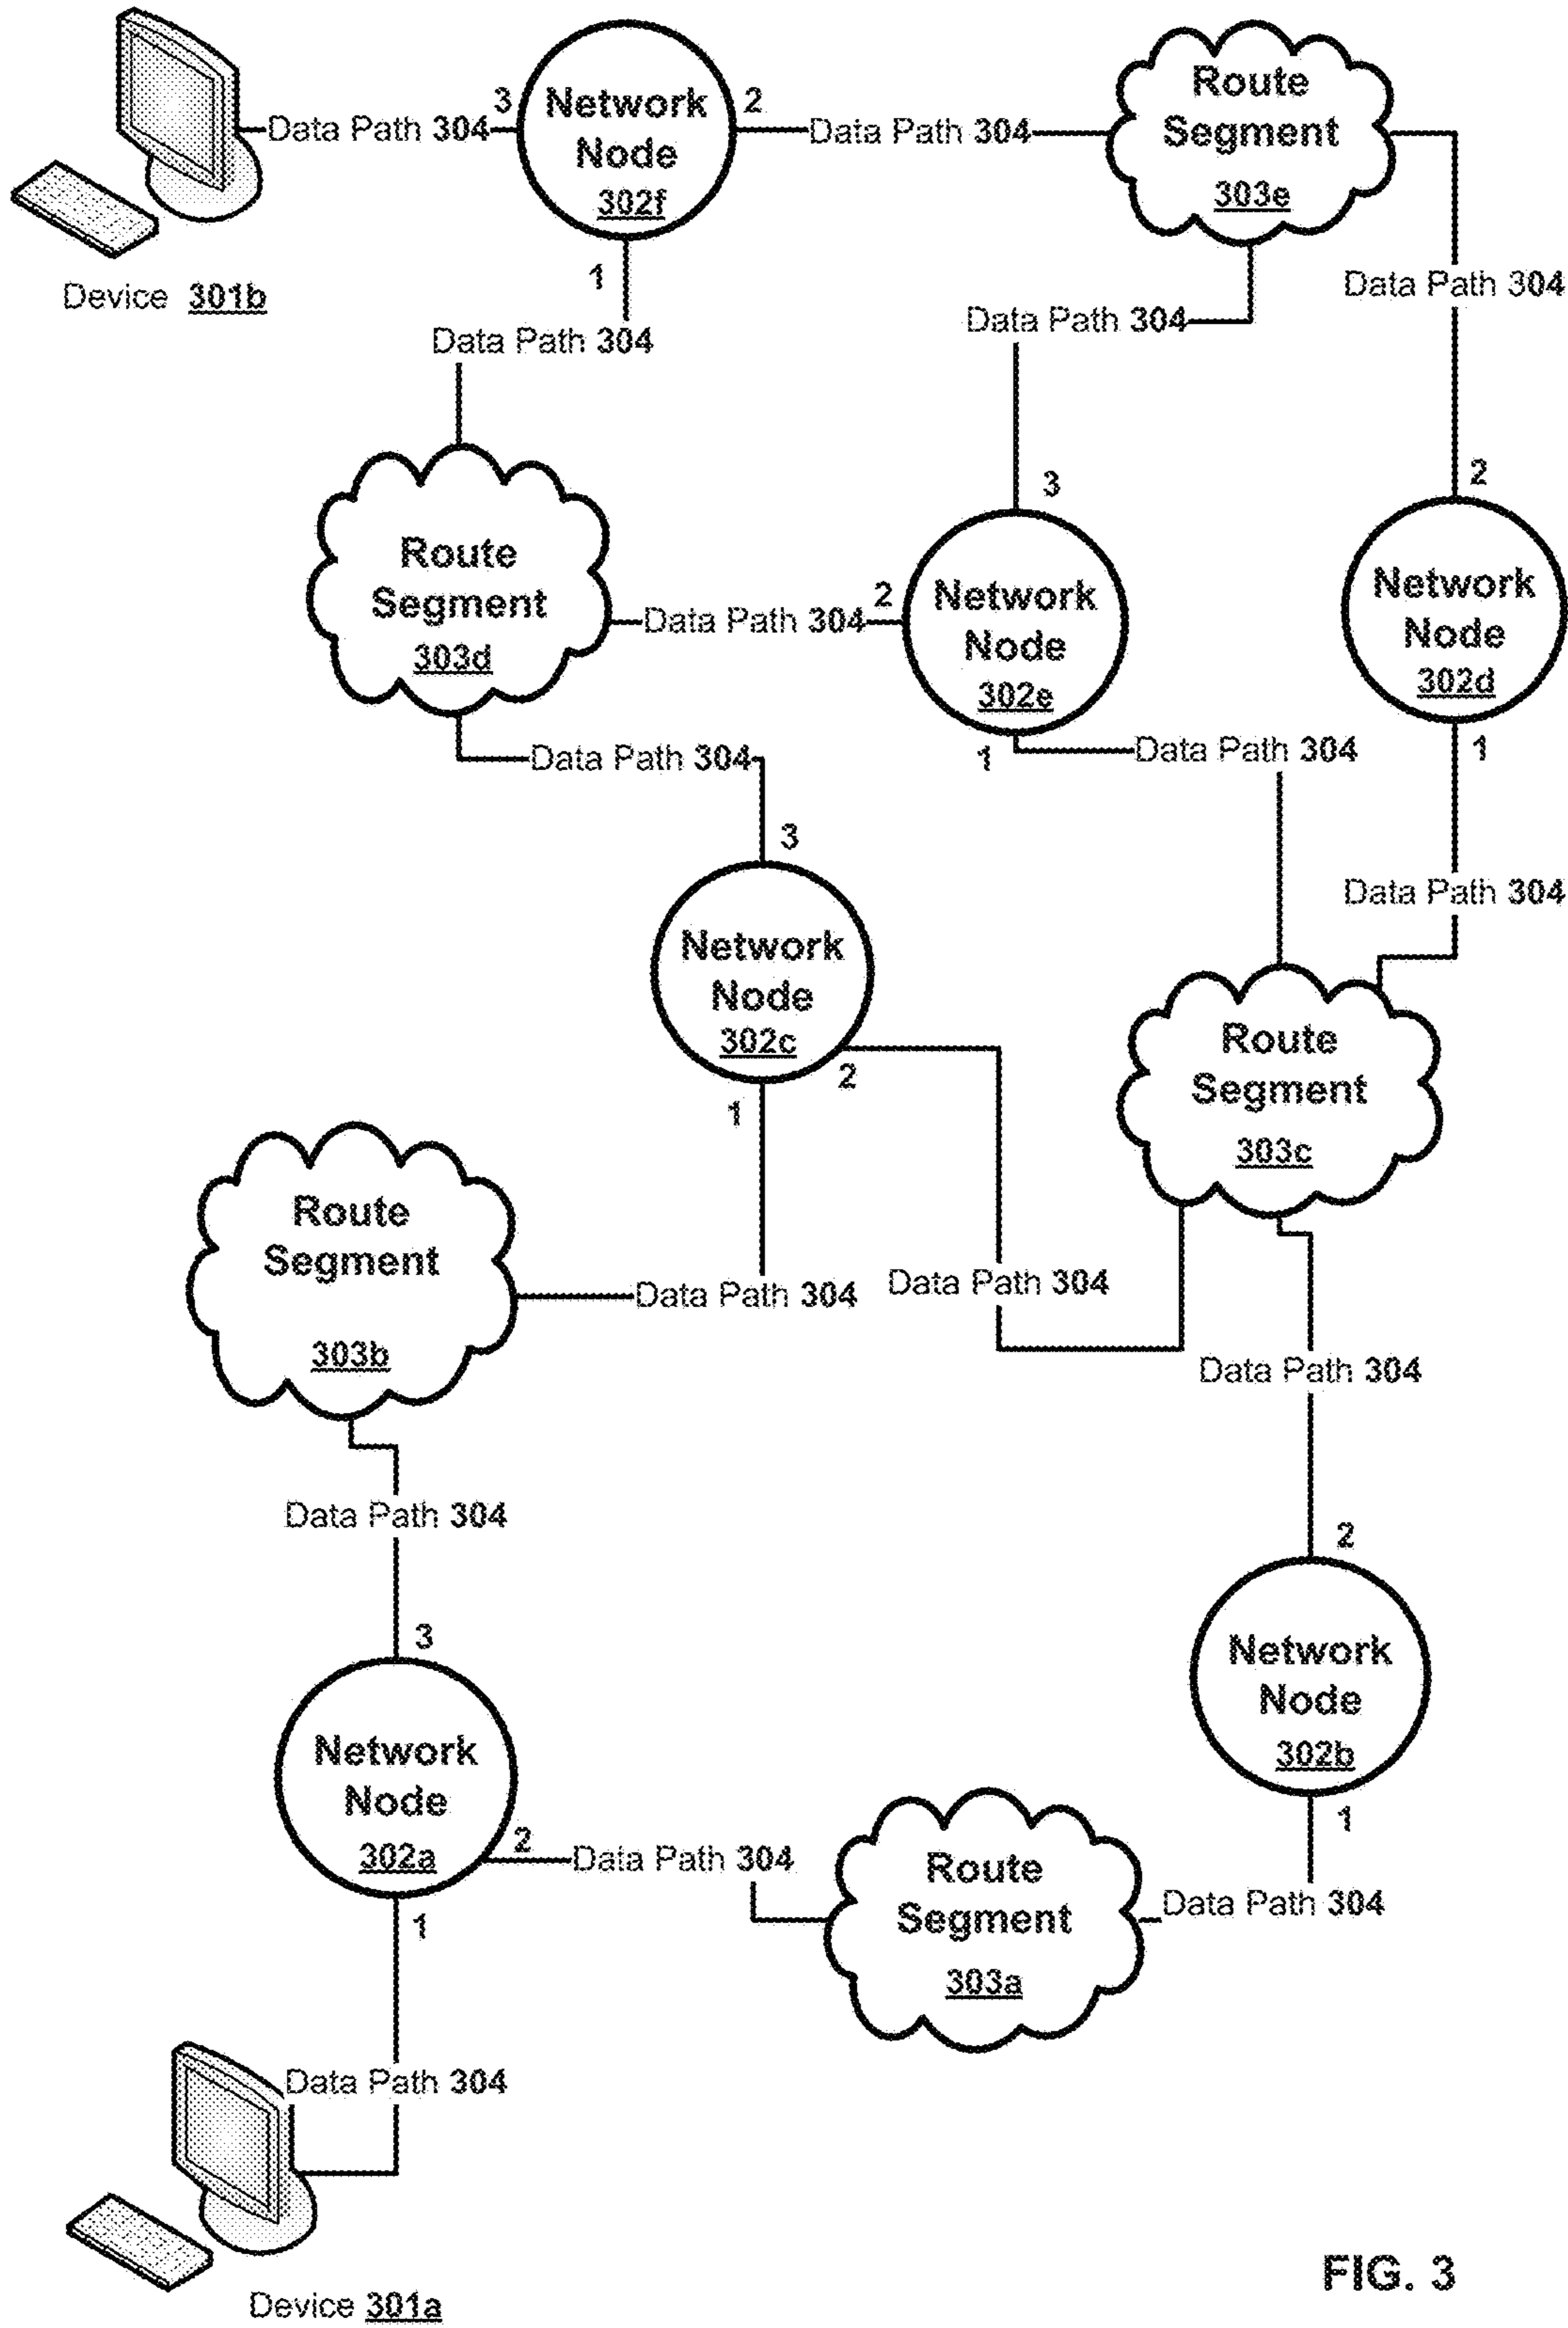 3
Network
Node
302f
2
1
Data Path 304
Data Path 304
Route
Segment
303e
Device 301b
Data Path 304
Data Path 304
Data Path 304
3
2
Route
Segment
303d
Data Path 304
2
Network
Node
302e
1
Network
Node
302d
1
Data Path 304
Data Path 304
3
Data Path 304
Network
Node
302c
2
1
Route
Segment
303c
Route
Segment
303b
Data Path 304
Data Path 304
Data Path 304
Data Path 304
2
3
Network
Node
302b
1
Network
Node
302a
2
1
Data Path 304
Route
Segment
303a
Data Path 304
Data Path 304
Device 301a
FIG. 3